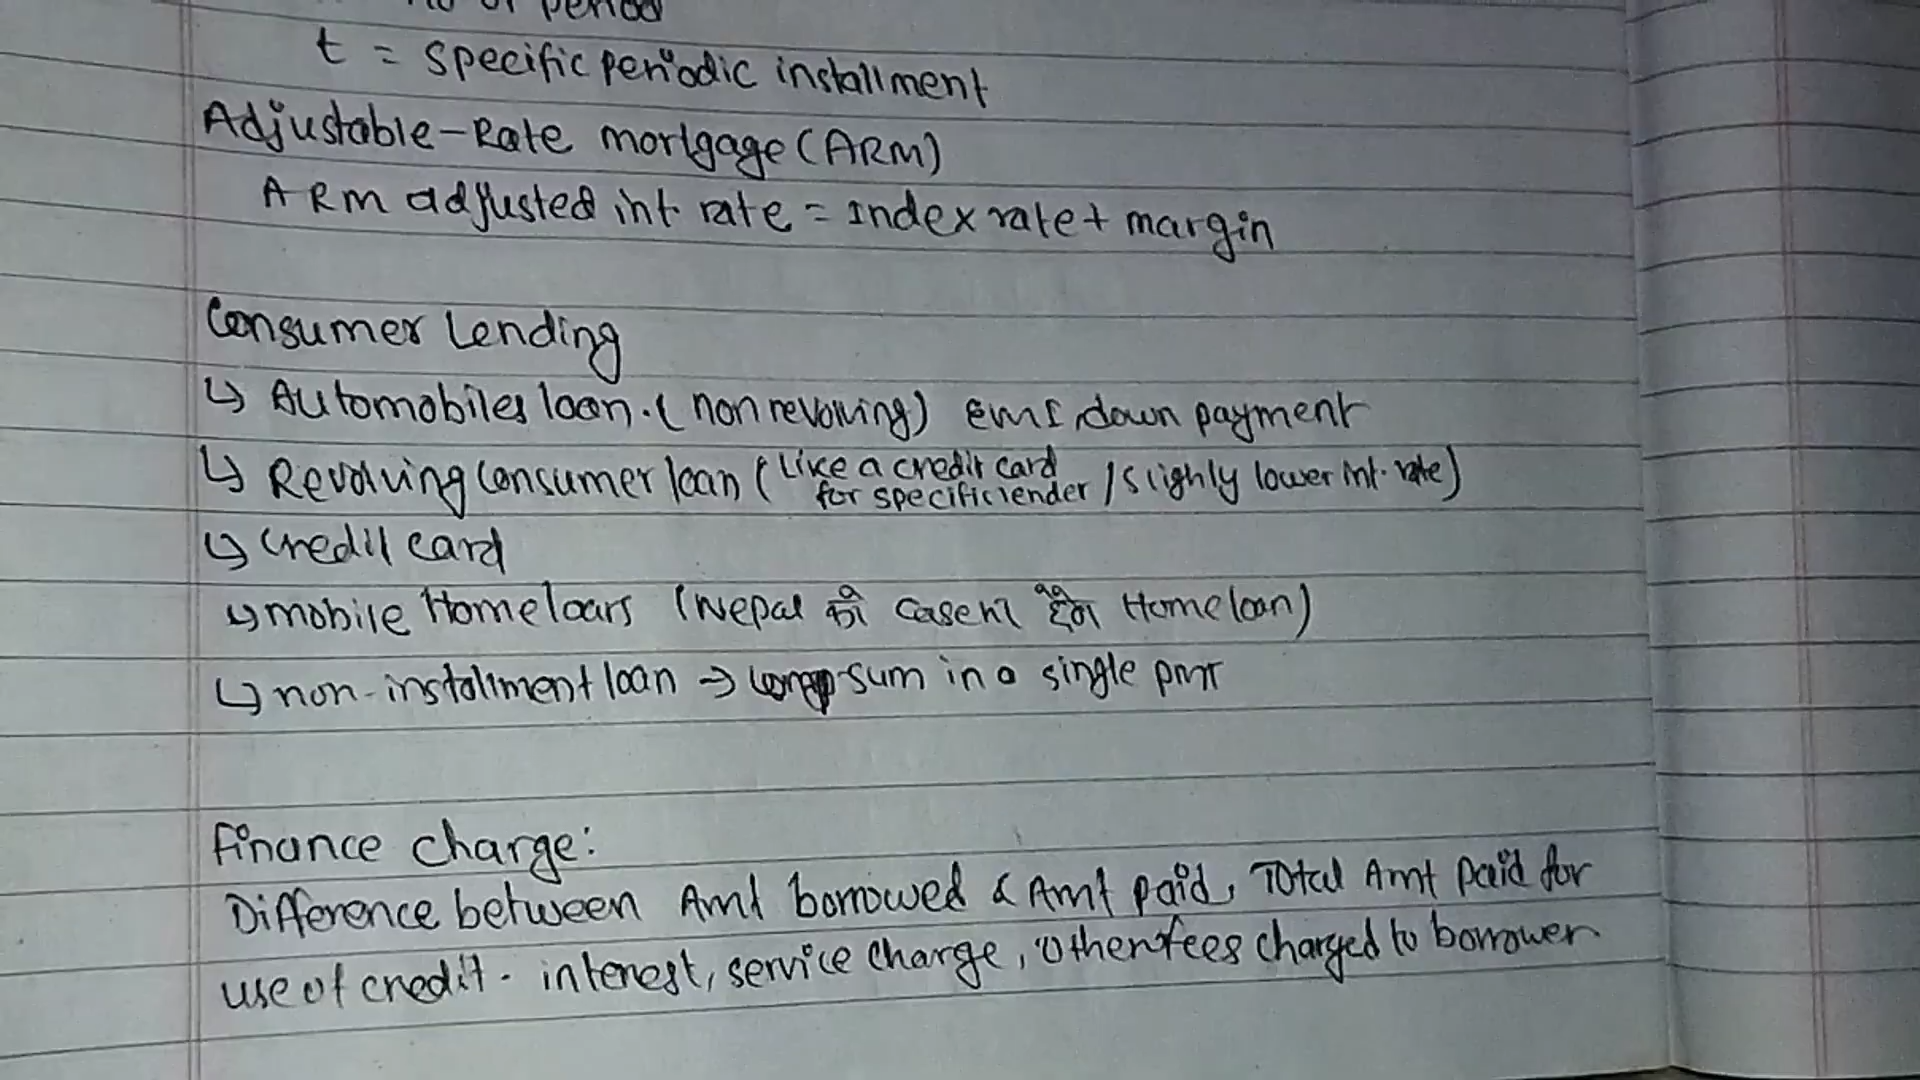 no of period
t = specific periodic installment
Adjustable-Rate mortgage (ARM)
ARM adjusted int rate = Index rate + margin
Consumer Lending
↳ Automobiles loan. (non revolving) EMI, down payment
↳ Revolving consumer loan (Like a credit card for specific lender / Slighly lower int. rate)
↳ credit card
↳ mobile Home loans (Nepal को case मा हैन Home loan)
↳ non-installment loan → sum in a single pmt
Finance charge:
Difference between Amt borrowed & Amt paid, Total Amt paid for
use of credit - interest, service charge, other fees charged to borrower